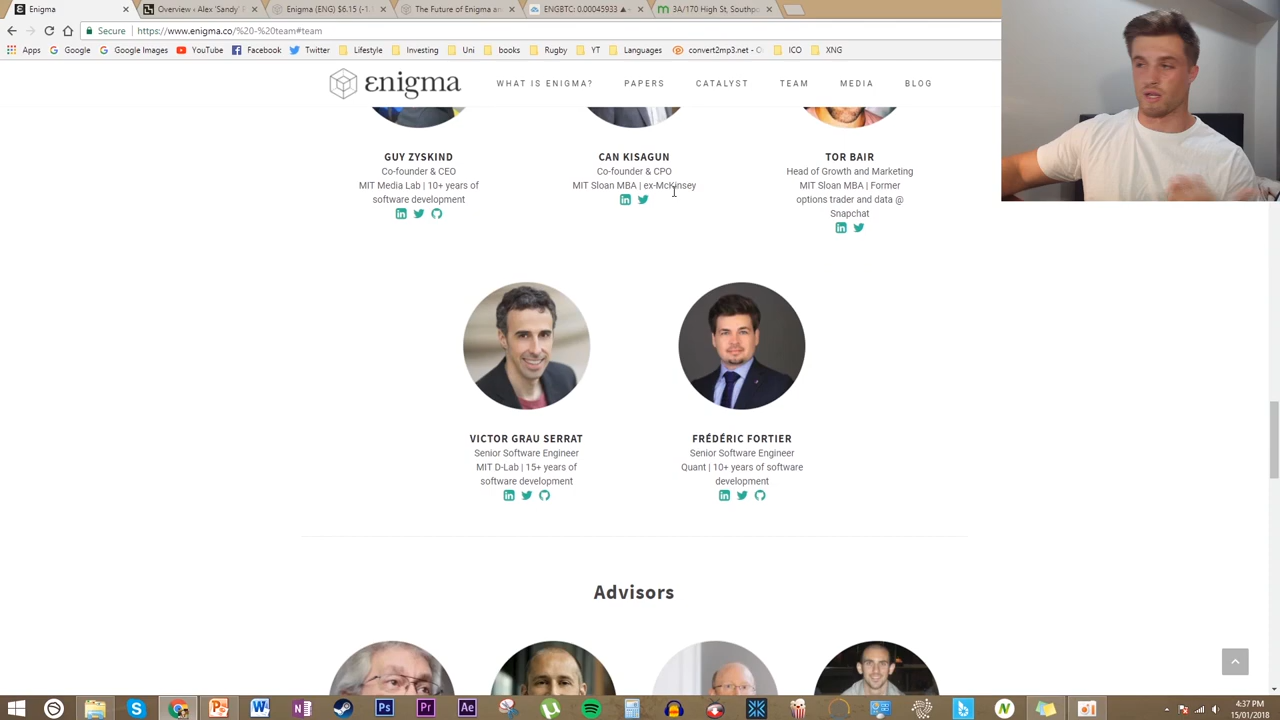 Enigma
Overview ‹ Alex 'Sandy' B
Enigma (ENG) $6.15 (-1.
The Future of Enigma an
ENGBTC: 0.00045933 ▲
3A/170 High St, Southpo
Secure
https://www.enigma.co/%20-%20team#team
Apps
Google
Google Images
YouTube
Facebook
Twitter
Lifestyle
Investing
Uni
books
Rugby
YT
Languages
convert2mp3.net - O
ICO
XNG
enigma
WHAT IS ENIGMA?
PAPERS
CATALYST
TEAM
MEDIA
BLOG
GUY ZYSKIND
Co-founder & CEO
MIT Media Lab | 10+ years of
software development
CAN KISAGUN
Co-founder & CPO
MIT Sloan MBA | ex-McKinsey
TOR BAIR
Head of Growth and Marketing
MIT Sloan MBA | Former
options trader and data @
Snapchat
VICTOR GRAU SERRAT
Senior Software Engineer
MIT D-Lab | 15+ years of
software development
FRÉDÉRIC FORTIER
Senior Software Engineer
Quant | 10+ years of software
development
Advisors
4:37 PM
15/01/2018